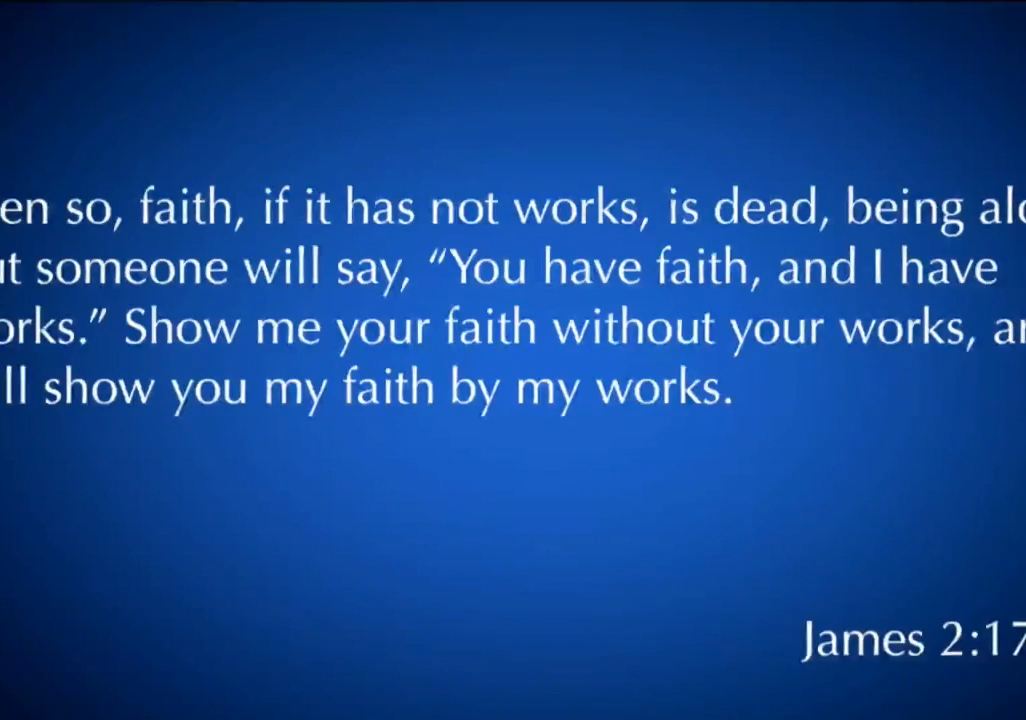 en so, faith, if it has not works, is dead, being alo
ut someone will say, “You have faith, and I have
orks.” Show me your faith without your works, an
ll show you my faith by my works.
James 2:17